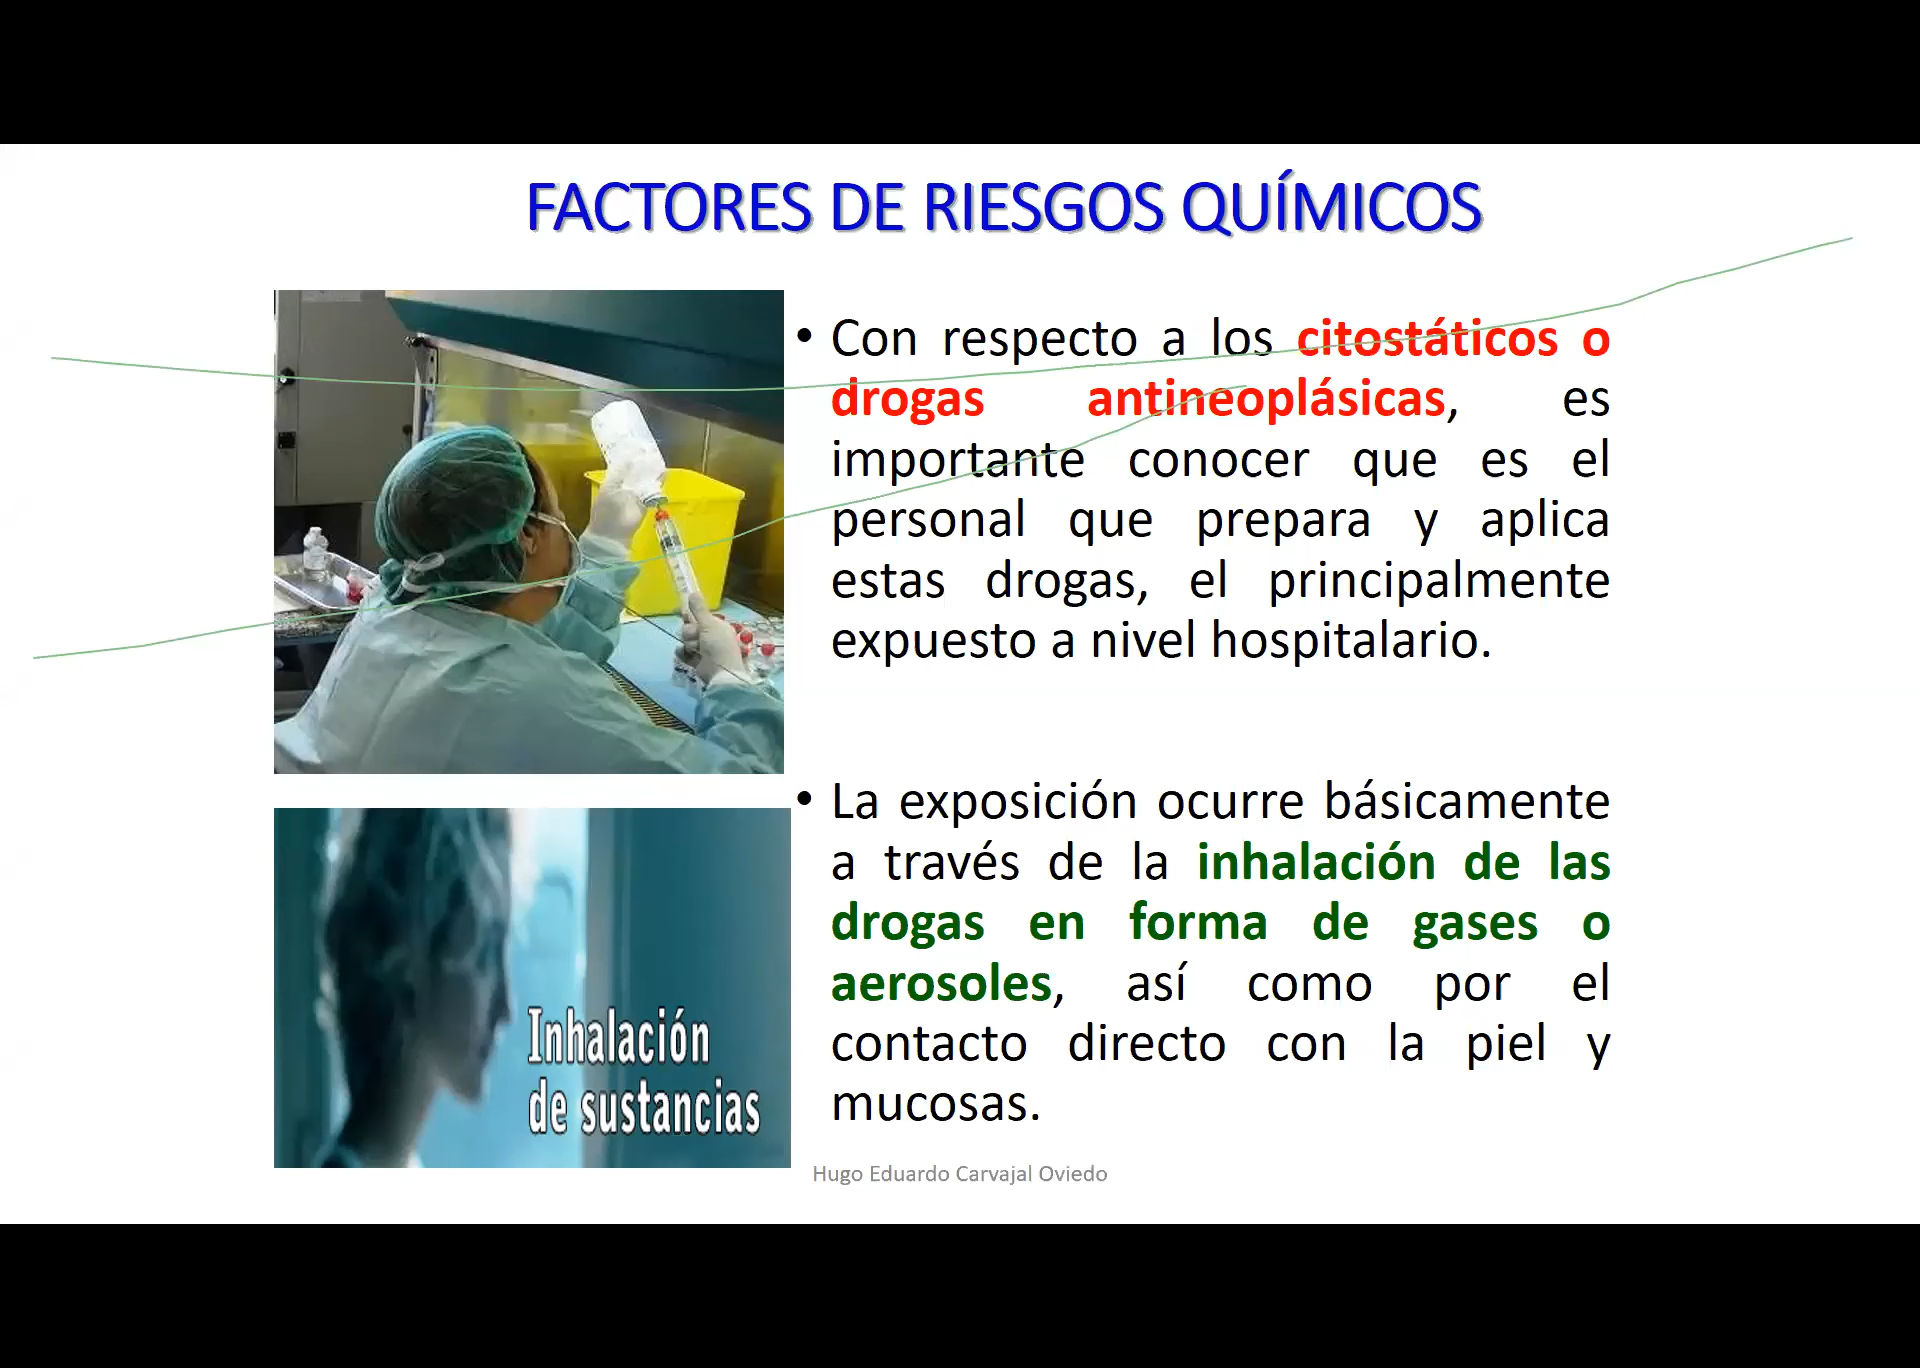 FACTORES DE RIESGOS QUÍMICOS
• Con respecto a los citostáticos o
drogas antineoplásicas, es
importante conocer que es el
personal que prepara y aplica
estas drogas, el principalmente
expuesto a nivel hospitalario.
• La exposición ocurre básicamente
a través de la inhalación de las
drogas en forma de gases o
aerosoles, así como por el
contacto directo con la piel y
mucosas.
Inhalación
de sustancias
Hugo Eduardo Carvajal Oviedo